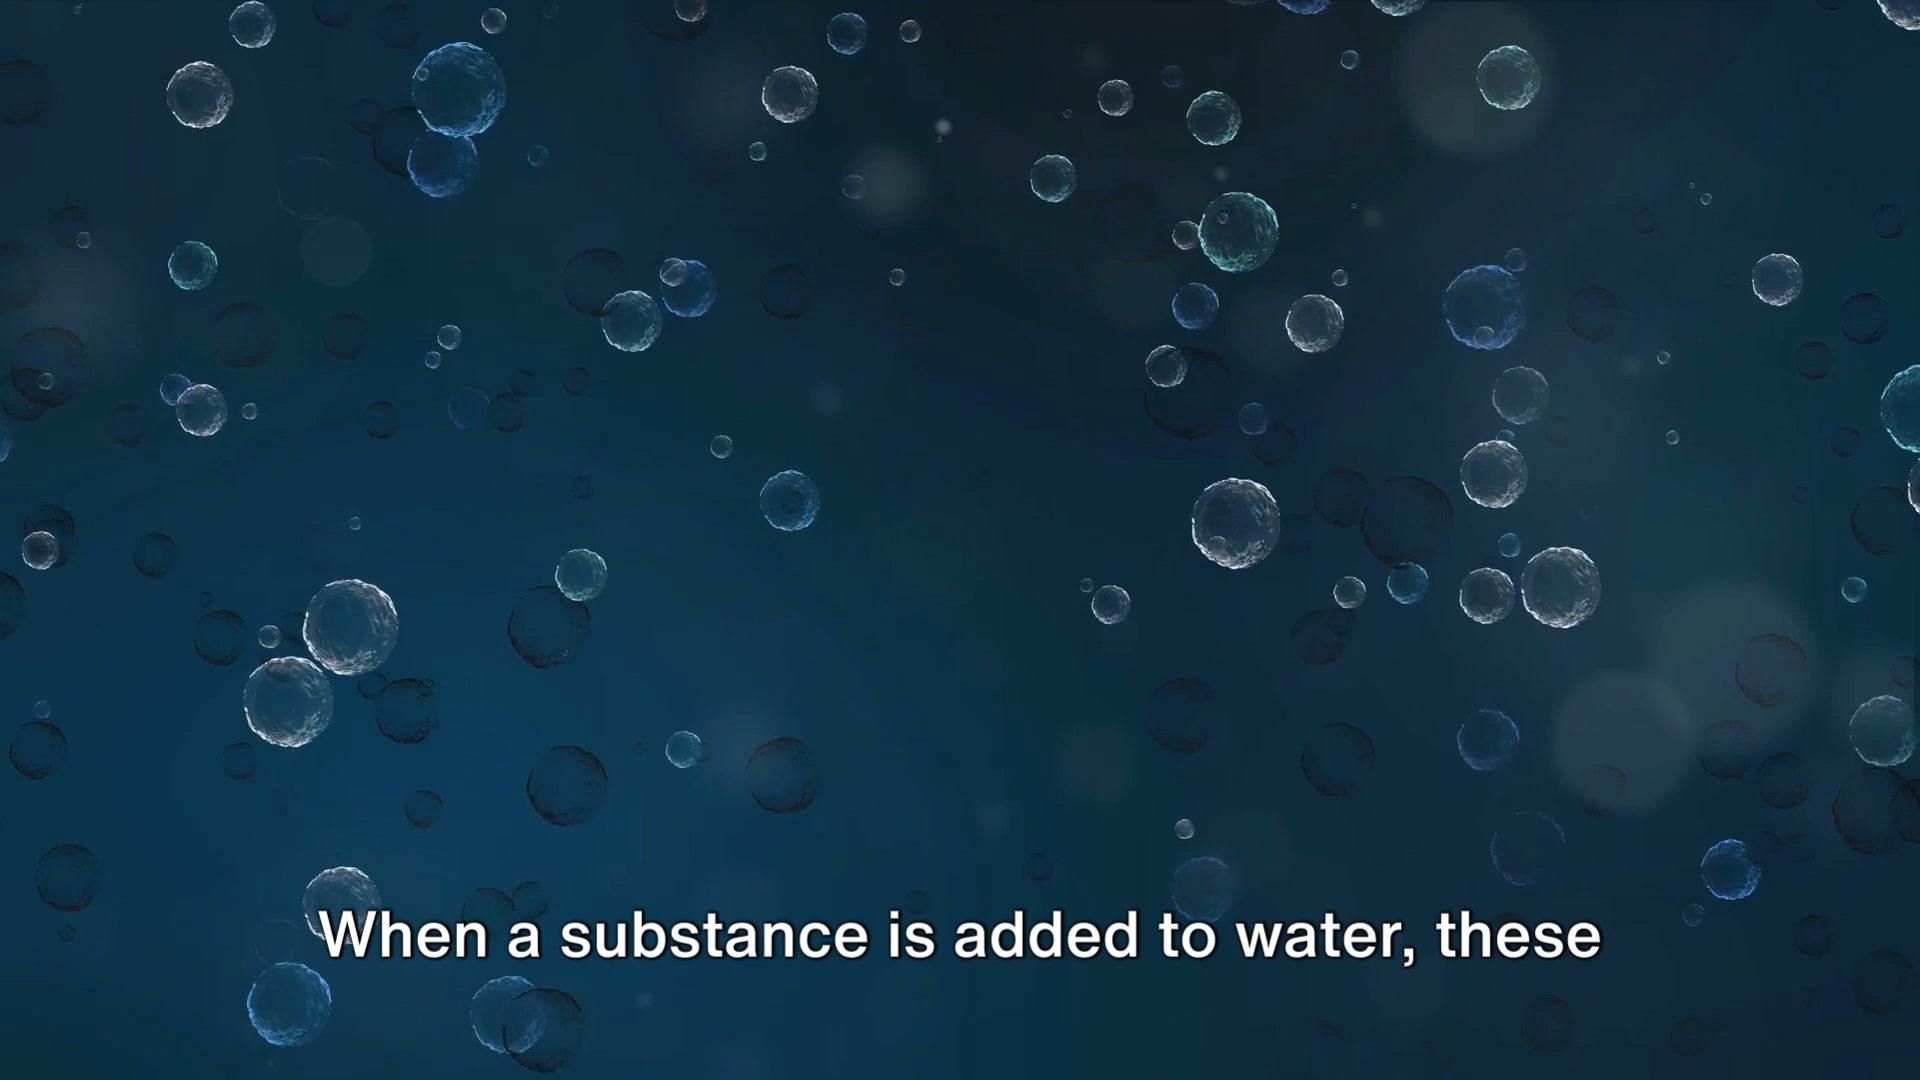 When a substance is added to water, these